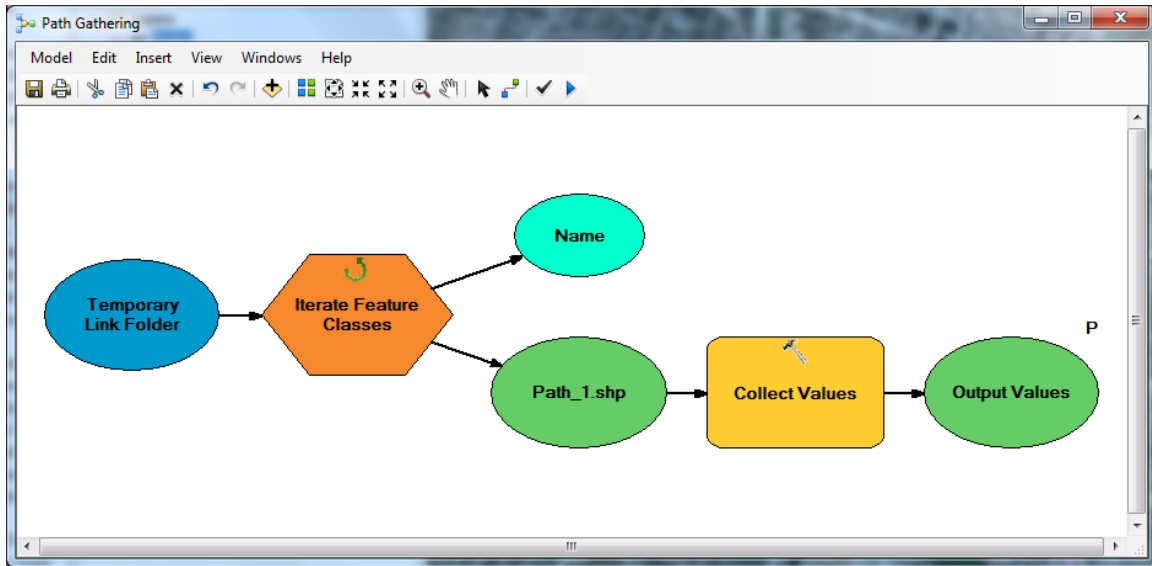 Path Gathering
Model Edit Insert View Windows Help
Name
Temporary
Link Folder
Iterate Feature
Classes
P
Path_1.shp
Collect Values
Output Values